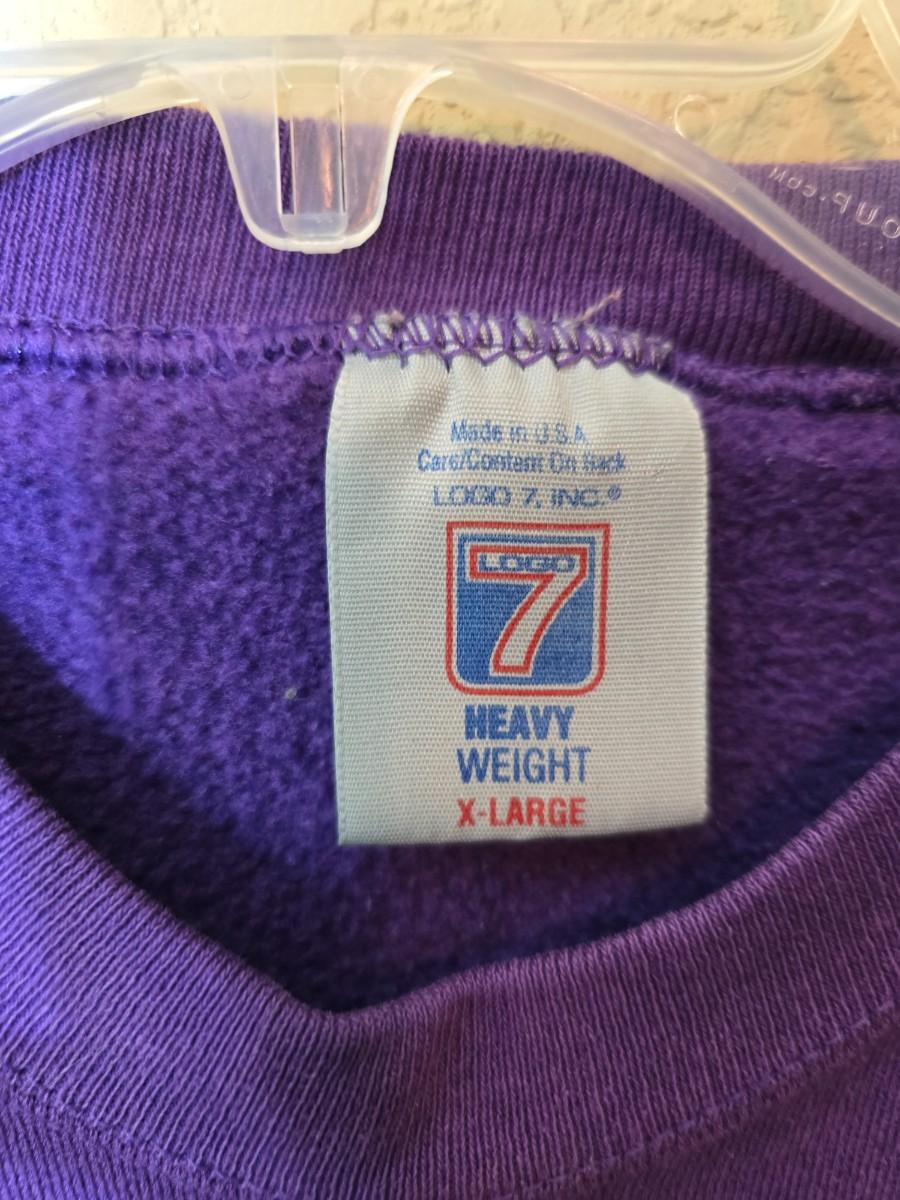 Made in U.S.A.
Care/Content On Back
LOGO 7, INC.®
LOGO
7
HEAVY
WEIGHT
X-LARGE